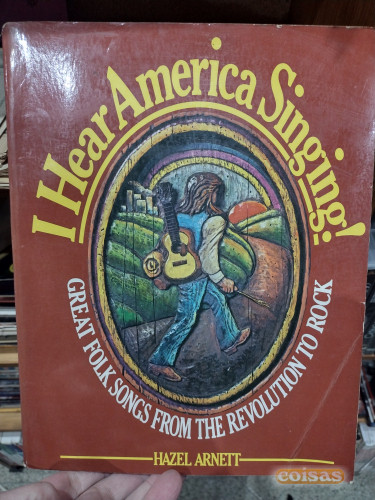 I Hear America Singing!
GREAT FOLK SONGS FROM THE REVOLUTION TO ROCK
HAZEL ARNETT
coisas